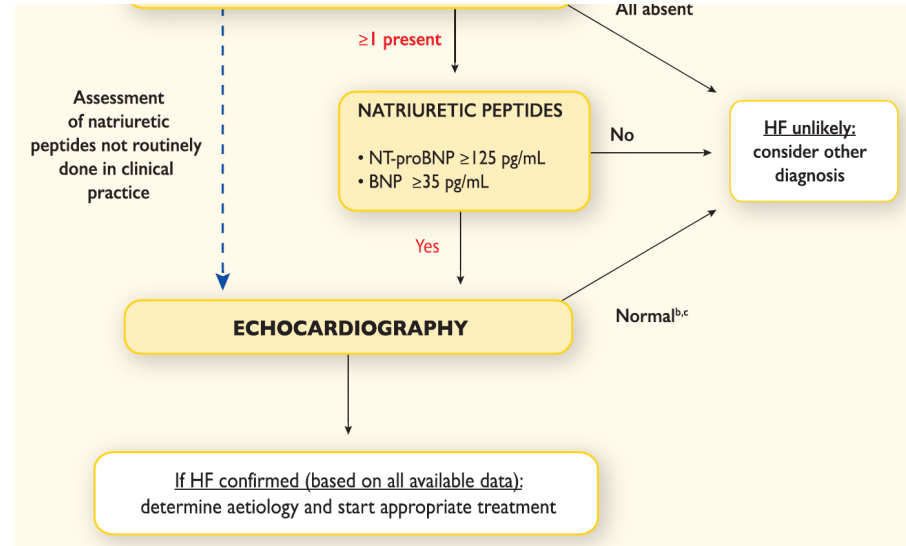 All absent
≥1 present
Assessment
of natriuretic
peptides not routinely
done in clinical
practice
NATRIURETIC PEPTIDES
• NT-proBNP ≥125 pg/mL
• BNP ≥35 pg/mL
No
HF unlikely:
consider other
diagnosis
Yes
ECHOCARDIOGRAPHY
Normalb,c
If HF confirmed (based on all available data):
determine aetiology and start appropriate treatment